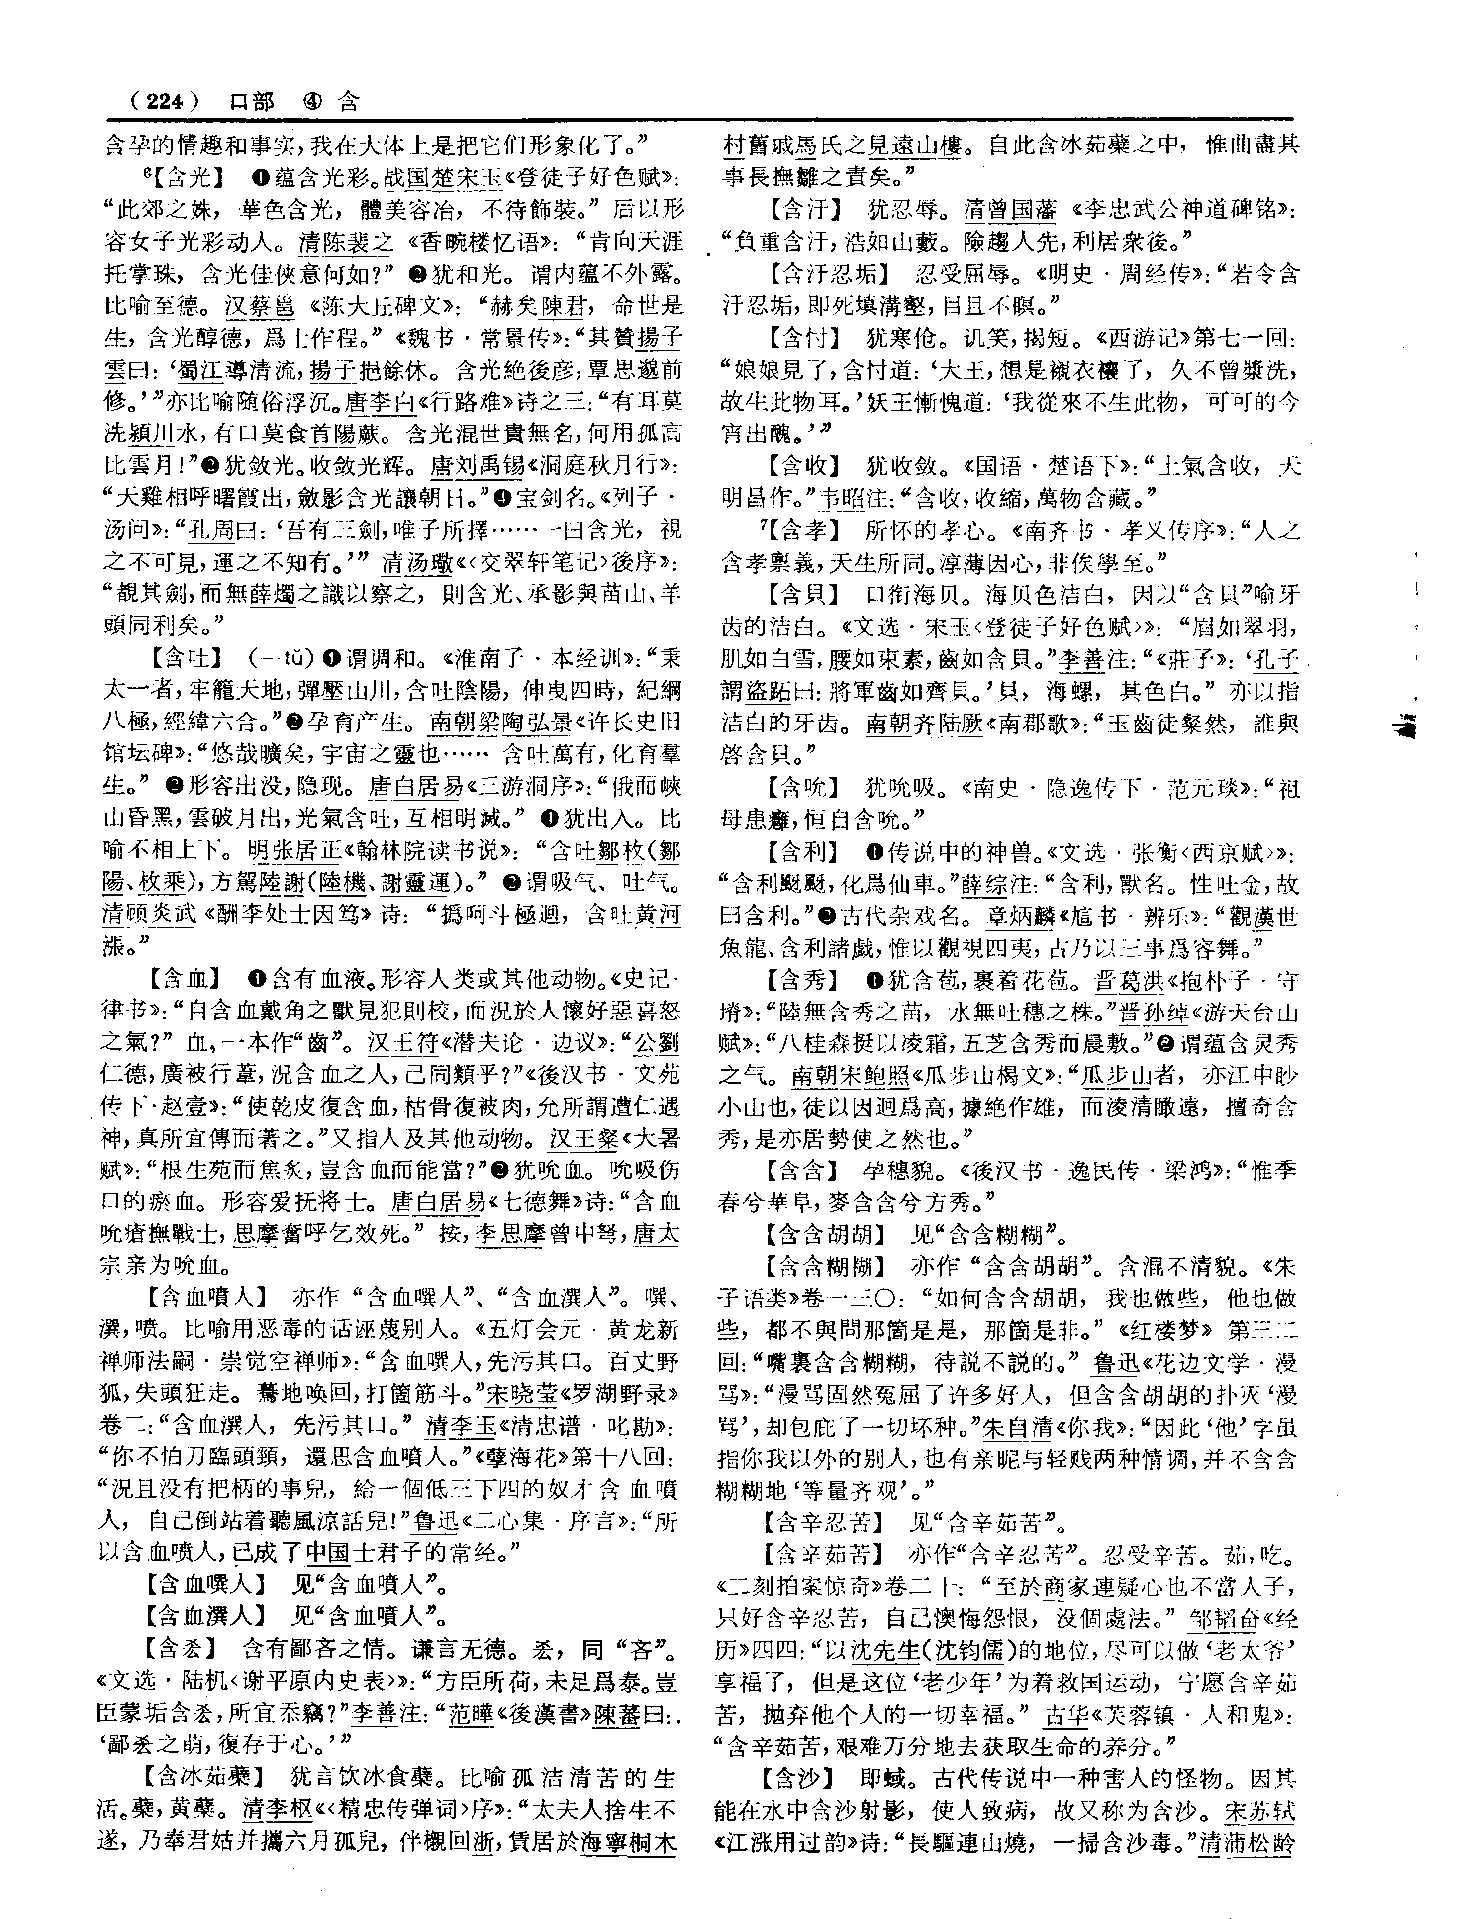 (224) 口部 ④ 含
含孕的情趣和事实，我在大体上是把它们形象化了。”
⁶【含光】 ❶蕴含光彩。战国楚宋玉《登徒子好色赋》：
“此郊之姝，華色含光，體美容冶，不待飾裝。”后以形
容女子光彩动人。清陈裴之《香畹楼忆语》：“肯向天涯
托掌珠，含光佳俠意何如？”❷犹和光。谓内蕴不外露。
比喻至德。汉蔡邕《陈大丘碑文》：“赫矣陳君，命世是
生，含光醇德，爲士作程。”《魏书·常景传》：“其贊揚子
雲曰：‘蜀江導清流，揚子挹餘休。含光絶後彦，覃思邈前
修。’”亦比喻随俗浮沉。唐李白《行路难》诗之三：“有耳莫
洗潁川水，有口莫食首陽蕨。含光混世貴無名，何用孤高
比雲月！”❸犹敛光。收敛光辉。唐刘禹锡《洞庭秋月行》：
“天雞相呼曙霞出，斂影含光讓朝日。”❹宝剑名。《列子·
汤问》：“孔周曰：‘吾有三劍，唯子所擇……一曰含光，視
之不可見，運之不知有。’”清汤璥《〈交翠轩笔记〉後序》：
“覩其劍，而無薛燭之識以察之，則含光、承影與苗山、羊
頭同利矣。”
【含吐】 （—tǔ）❶谓调和。《淮南子·本经训》：“秉
太一者，牢籠天地，彈壓山川，含吐陰陽，伸曳四時，紀綱
八極，經緯六合。”❷孕育产生。南朝梁陶弘景《许长史旧
馆坛碑》：“悠哉曠矣，宇宙之靈也……含吐萬有，化育羣
生。”❸形容出没，隐现。唐白居易《三游洞序》：“俄而峽
山昏黑，雲破月出，光氣含吐，互相明滅。”❹犹出入。比
喻不相上下。明张居正《翰林院读书说》：“含吐鄒枚（鄒
陽、枚乘），方駕陸謝（陸機、謝靈運）。”❺谓吸气、吐气。
清顾炎武《酬李处士因笃》诗：“撝呵斗極迴，含吐黄河
漲。”
【含血】 ❶含有血液。形容人类或其他动物。《史记·
律书》：“自含血戴角之獸見犯則校，而況於人懷好惡喜怒
之氣？”血，一本作“齒”。汉王符《潜夫论·边议》：“公劉
仁德，廣被行葦，況含血之人，己同類乎？”《後汉书·文苑
传下·赵壹》：“使乾皮復含血，枯骨復被肉，允所謂遭仁遇
神，真所宜傳而著之。”又指人及其他动物。汉王粲《大暑
赋》：“根生苑而焦炙，豈含血而能當？”❷犹吮血。吮吸伤
口的瘀血。形容爱抚将士。唐白居易《七德舞》诗：“含血
吮瘡撫戰士，思摩奮呼乞效死。”按，李思摩曾中弩，唐太
宗亲为吮血。
【含血噴人】 亦作“含血噀人”、“含血潠人”。噀、
潠，喷。比喻用恶毒的话诬蔑别人。《五灯会元·黄龙新
禅师法嗣·崇觉空禅师》：“含血噀人，先污其口。百丈野
狐，失頭狂走。驀地唤回，打箇筋斗。”宋晓莹《罗湖野录》
卷二：“含血潠人，先污其口。”清李玉《清忠谱·叱勘》：
“你不怕刀臨頭頸，還思含血噴人。”《孽海花》第十八回：
“況且没有把柄的事兒，給一個低三下四的奴才含血噴
人，自己倒站着聽風涼話兒！”鲁迅《二心集·序言》：“所
以含血喷人，已成了中国士君子的常经。”
【含血噀人】 见“含血噴人”。
【含血潠人】 见“含血噴人”。
【含悋】 含有鄙吝之情。谦言无德。悋，同“吝”。
《文选·陆机〈谢平原内史表〉》：“方臣所荷，未足爲泰。豈
臣蒙垢含悋，所宜忝竊？”李善注：“范曄《後漢書》陳蕃曰：
‘鄙悋之萌，復存于心。’”
【含冰茹蘗】 犹言饮冰食蘗。比喻孤洁清苦的生
活。蘗，黄蘗。清李枢《〈精忠传弹词〉序》：“太夫人捨生不
遂，乃奉君姑并攜六月孤兒，伴櫬回浙，賃居於海寧桐木
村舊戚馬氏之見遠山樓。自此含冰茹蘗之中，惟曲盡其
事長撫雛之責矣。”
【含汙】 犹忍辱。清曾国藩《李忠武公神道碑铭》：
“負重含汙，浩如山藪。險趨人先，利居衆後。”
【含汙忍垢】 忍受屈辱。《明史·周经传》：“若令含
汙忍垢，即死填溝壑，目且不瞑。”
【含忖】 犹寒伧。讥笑，揭短。《西游记》第七一回：
“娘娘見了，含忖道：‘大王，想是襯衣穰了，久不曾漿洗，
故生此物耳。’妖王慚愧道：‘我從來不生此物，可可的今
宵出醜。’”
【含收】 犹收敛。《国语·楚语下》：“土氣含收，天
明昌作。”韦昭注：“含收，收縮，萬物含藏。”
⁷【含孝】 所怀的孝心。《南齐书·孝义传序》：“人之
含孝禀義，天生所同。淳薄因心，非俟學至。”
【含貝】 口衔海贝。海贝色洁白，因以“含貝”喻牙
齿的洁白。《文选·宋玉〈登徒子好色赋〉》：“眉如翠羽，
肌如白雪，腰如束素，齒如含貝。”李善注：“《莊子》：‘孔子
謂盜跖曰：將軍齒如齊貝。’貝，海螺，其色白。”亦以指
洁白的牙齿。南朝齐陆厥《南郡歌》：“玉齒徒粲然，誰與
啓含貝。”
【含吮】 犹吮吸。《南史·隐逸传下·范元琰》：“祖
母患癰，恒自含吮。”
【含利】 ❶传说中的神兽。《文选·张衡〈西京赋〉》：
“含利颬颬，化爲仙車。”薛综注：“含利，獸名。性吐金，故
曰含利。”❷古代杂戏名。章炳麟《訄书·辨乐》：“觀漢世
魚龍、含利諸戲，惟以觀視四夷，古乃以三事爲容舞。”
【含秀】 ❶犹含苞，裹着花苞。晋葛洪《抱朴子·守
塉》：“陸無含秀之苗，水無吐穗之株。”晋孙绰《游天台山
赋》：“八桂森挺以凌霜，五芝含秀而晨敷。”❷谓蕴含灵秀
之气。南朝宋鲍照《瓜步山楬文》：“瓜步山者，亦江中眇
小山也，徒以因迴爲高，據絶作雄，而淩清瞰遠，擅奇含
秀，是亦居勢使之然也。”
【含含】 孕穗貌。《後汉书·逸民传·梁鸿》：“惟季
春兮華阜，麥含含兮方秀。”
【含含胡胡】 见“含含糊糊”。
【含含糊糊】 亦作“含含胡胡”。含混不清貌。《朱
子语类》卷一三〇：“如何含含胡胡，我也做些，他也做
些，都不與問那箇是是，那箇是非。”《红楼梦》第三二
回：“嘴裏含含糊糊，待説不説的。”鲁迅《花边文学·漫
骂》：“漫骂固然冤屈了许多好人，但含含胡胡的扑灭‘漫
骂’，却包庇了一切坏种。”朱自清《你我》：“因此‘他’字虽
指你我以外的别人，也有亲昵与轻贱两种情调，并不含含
糊糊地‘等量齐观’。”
【含辛忍苦】 见“含辛茹苦”。
【含辛茹苦】 亦作“含辛忍苦”。忍受辛苦。茹，吃。
《二刻拍案惊奇》卷二十：“至於商家連疑心也不當人子，
只好含辛忍苦，自己懊悔怨恨，没個處法。”邹韬奋《经
历》四四：“以沈先生（沈钧儒）的地位，尽可以做‘老太爷’
享福了，但是这位‘老少年’为着救国运动，宁愿含辛茹
苦，抛弃他个人的一切幸福。”古华《芙蓉镇·人和鬼》：
“含辛茹苦，艰难万分地去获取生命的养分。”
【含沙】 即蜮。古代传说中一种害人的怪物。因其
能在水中含沙射影，使人致病，故又称为含沙。宋苏轼
《江涨用过韵》诗：“長驅連山燒，一掃含沙毒。”清蒲松龄